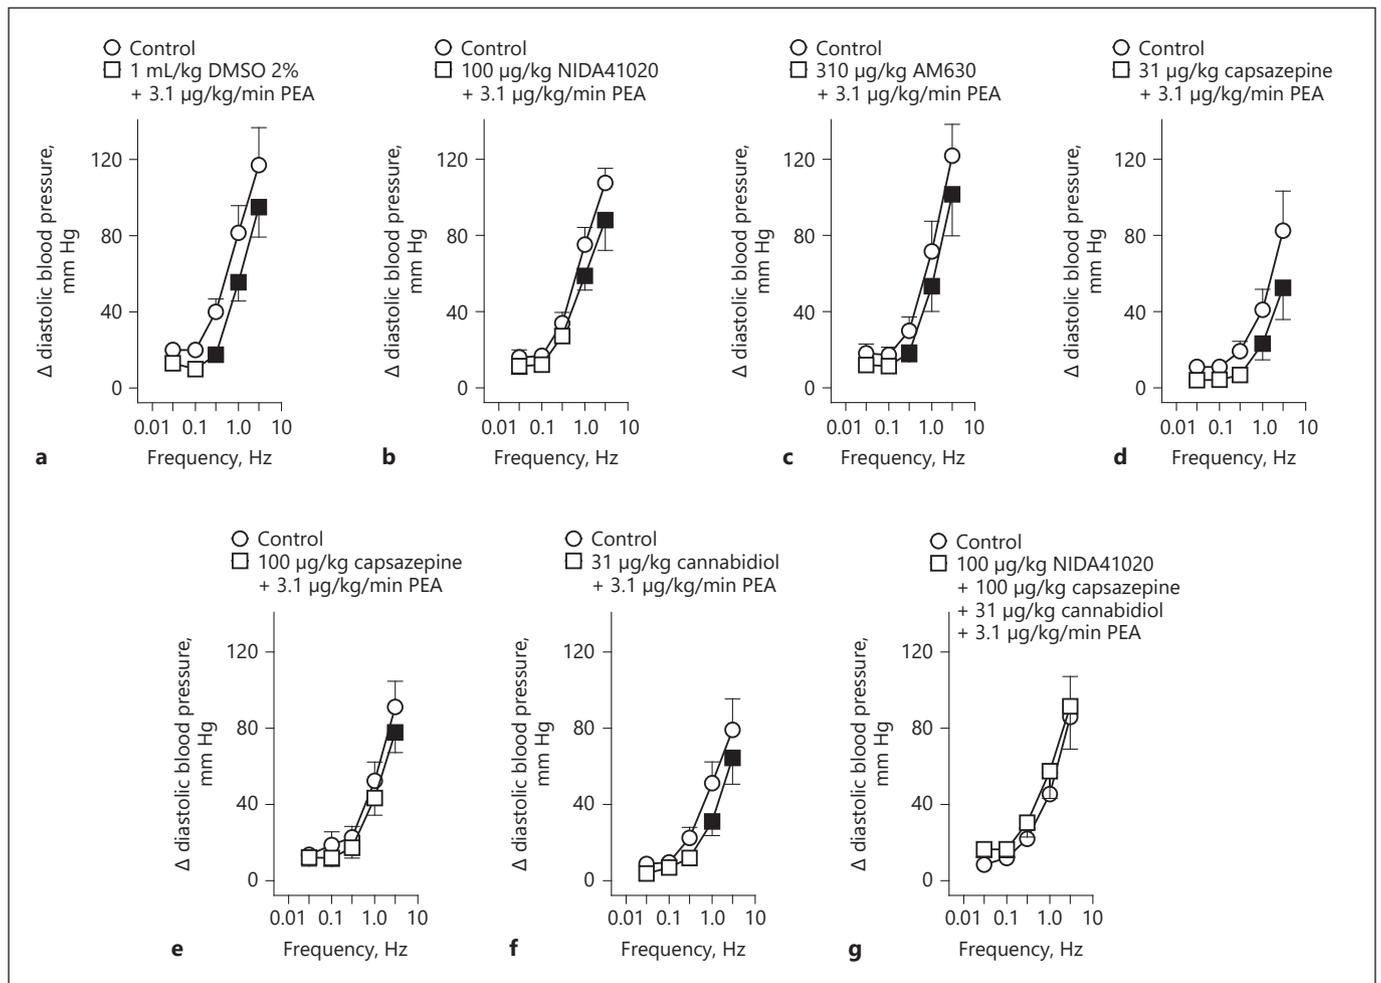 Control
1 mL/kg DMSO 2%
+ 3.1 µg/kg/min PEA
Δ diastolic blood pressure,
mm Hg
120
80
40
0
0.01 0.1 1.0 10
Frequency, Hz
a
Control
100 µg/kg NIDA41020
+ 3.1 µg/kg/min PEA
Δ diastolic blood pressure,
mm Hg
120
80
40
0
0.01 0.1 1.0 10
Frequency, Hz
b
Control
310 µg/kg AM630
+ 3.1 µg/kg/min PEA
Δ diastolic blood pressure,
mm Hg
120
80
40
0
0.01 0.1 1.0 10
Frequency, Hz
c
Control
31 µg/kg capsazepine
+ 3.1 µg/kg/min PEA
Δ diastolic blood pressure,
mm Hg
120
80
40
0
0.01 0.1 1.0 10
Frequency, Hz
d
Control
100 µg/kg capsazepine
+ 3.1 µg/kg/min PEA
Δ diastolic blood pressure,
mm Hg
120
80
40
0
0.01 0.1 1.0 10
Frequency, Hz
e
Control
31 µg/kg cannabidiol
+ 3.1 µg/kg/min PEA
Δ diastolic blood pressure,
mm Hg
120
80
40
0
0.01 0.1 1.0 10
Frequency, Hz
f
Control
100 µg/kg NIDA41020
+ 100 µg/kg capsazepine
+ 31 µg/kg cannabidiol
+ 3.1 µg/kg/min PEA
Δ diastolic blood pressure,
mm Hg
120
80
40
0
0.01 0.1 1.0 10
Frequency, Hz
g